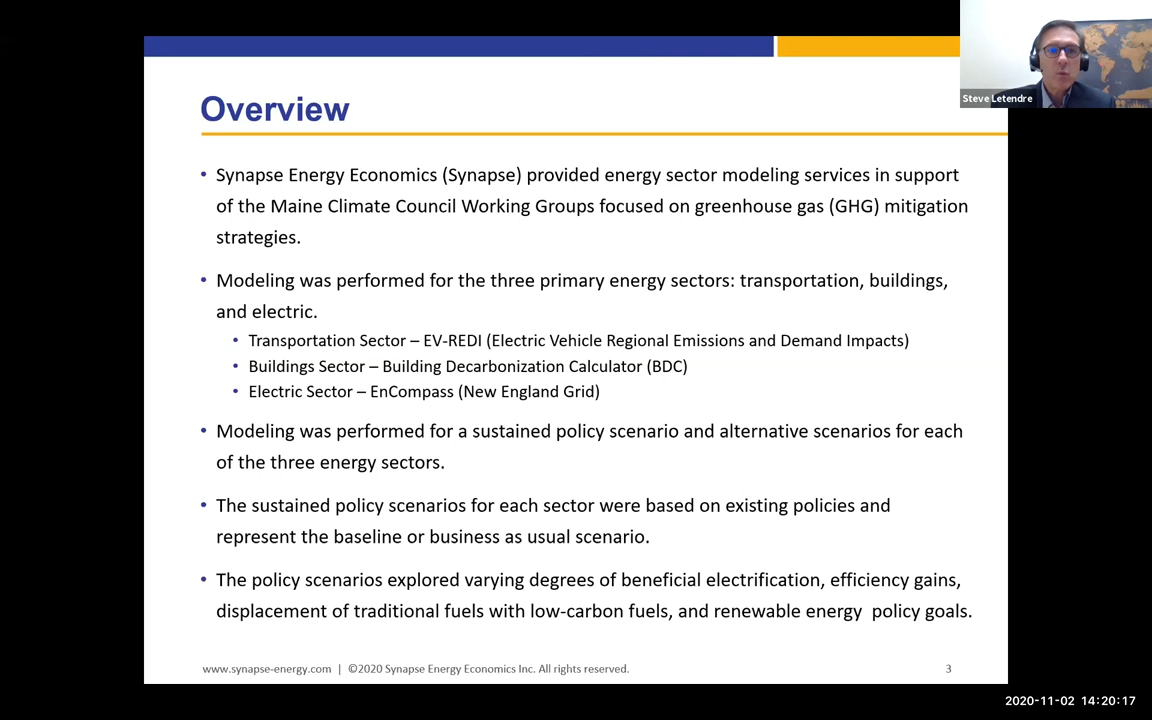 Overview
• Synapse Energy Economics (Synapse) provided energy sector modeling services in support
of the Maine Climate Council Working Groups focused on greenhouse gas (GHG) mitigation
strategies.
• Modeling was performed for the three primary energy sectors: transportation, buildings,
and electric.
• Transportation Sector – EV-REDI (Electric Vehicle Regional Emissions and Demand Impacts)
• Buildings Sector – Building Decarbonization Calculator (BDC)
• Electric Sector – EnCompass (New England Grid)
• Modeling was performed for a sustained policy scenario and alternative scenarios for each
of the three energy sectors.
• The sustained policy scenarios for each sector were based on existing policies and
represent the baseline or business as usual scenario.
• The policy scenarios explored varying degrees of beneficial electrification, efficiency gains,
displacement of traditional fuels with low-carbon fuels, and renewable energy  policy goals.
www.synapse-energy.com | ©2020 Synapse Energy Economics Inc. All rights reserved.
3
Steve Letendre
2020-11-02 14:20:17